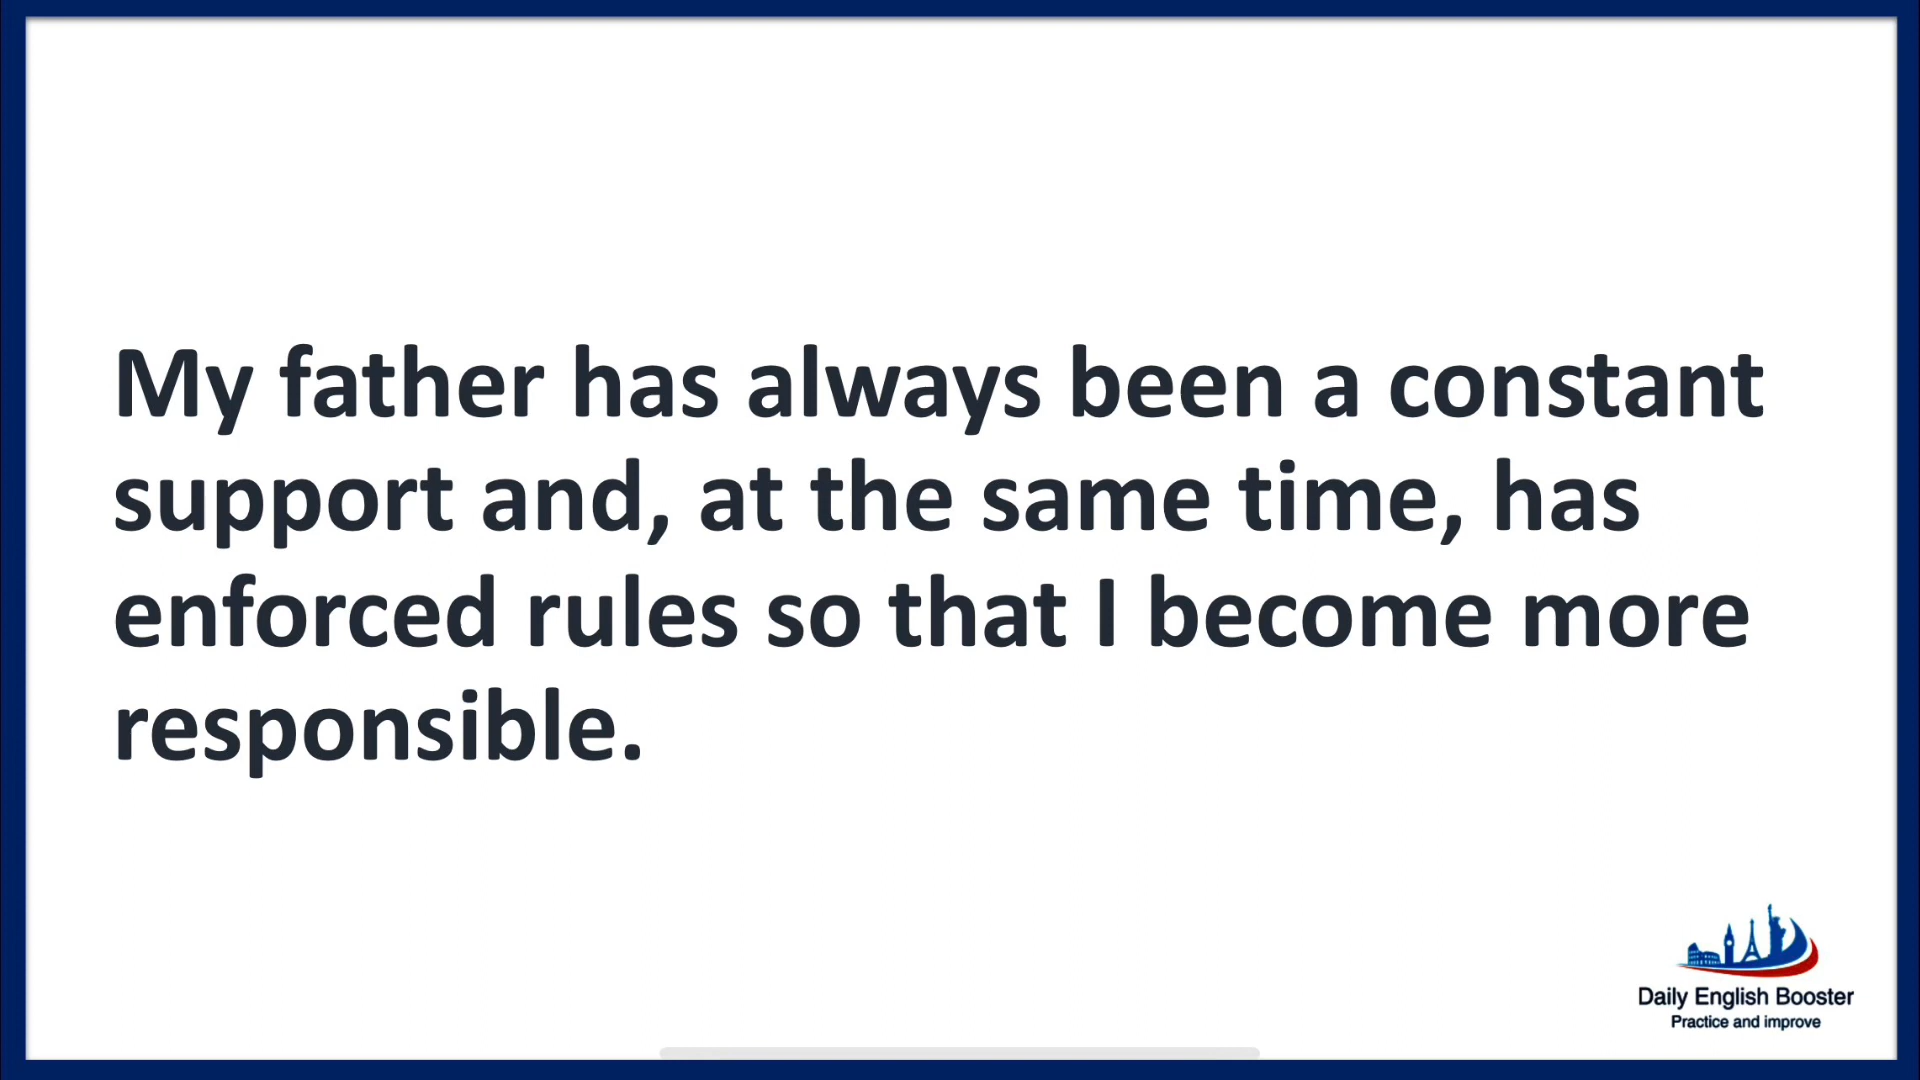 My father has always been a constant
support and, at the same time, has
enforced rules so that I become more
responsible.
Daily English Booster
Practice and improve